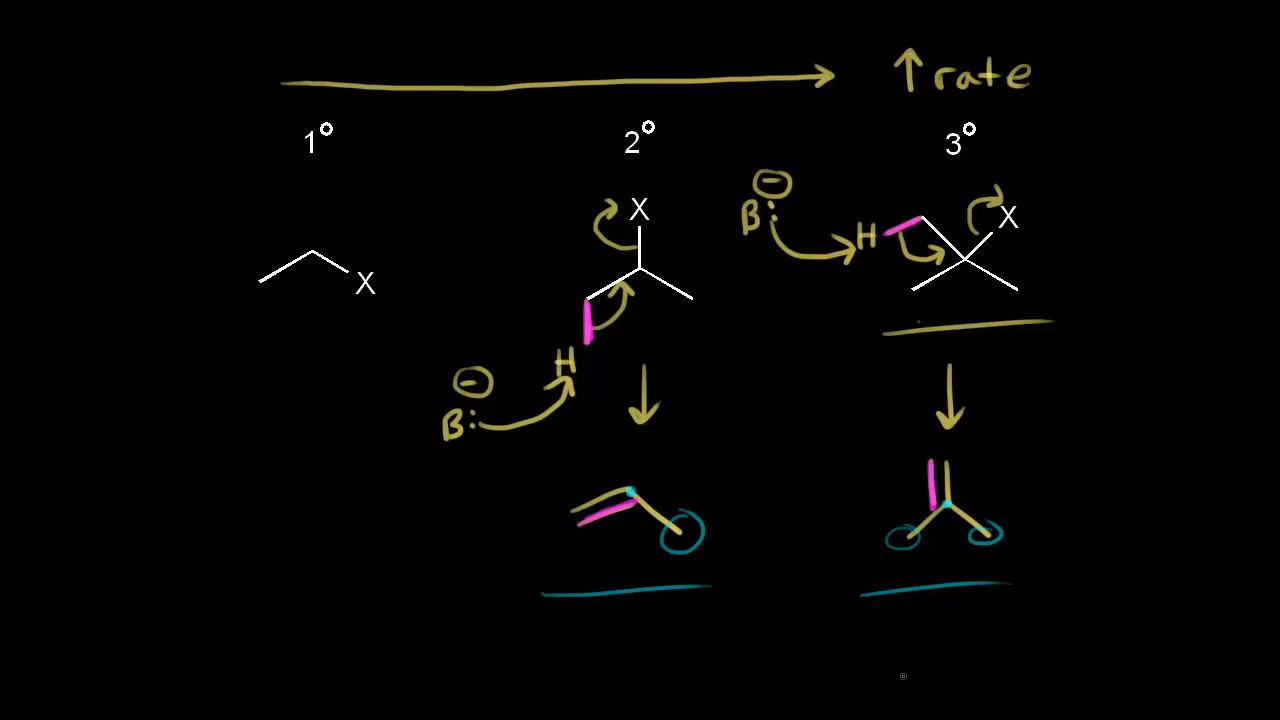 ↑ rate
1° 2° 3°
X B:⊖ H X
X
H
B:⊖